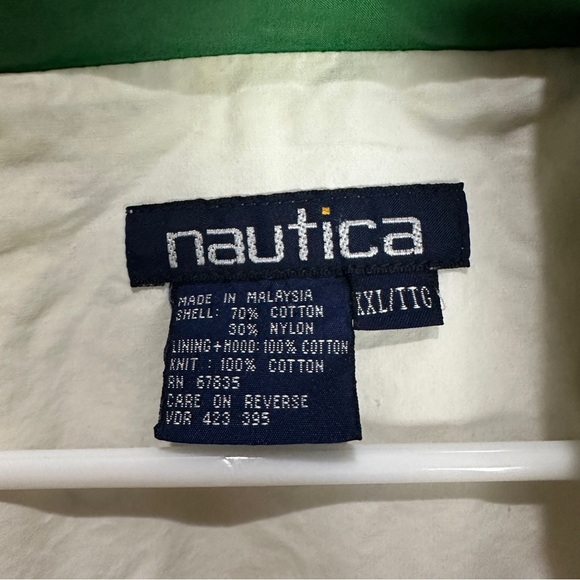 nautica
XXL/TTG
MADE IN MALAYSIA
SHELL: 70% COTTON
30% NYLON
LINING+HOOD:100% COTTON
KNIT : 100% COTTON
RN 67835
CARE ON REVERSE
VDR 423 395